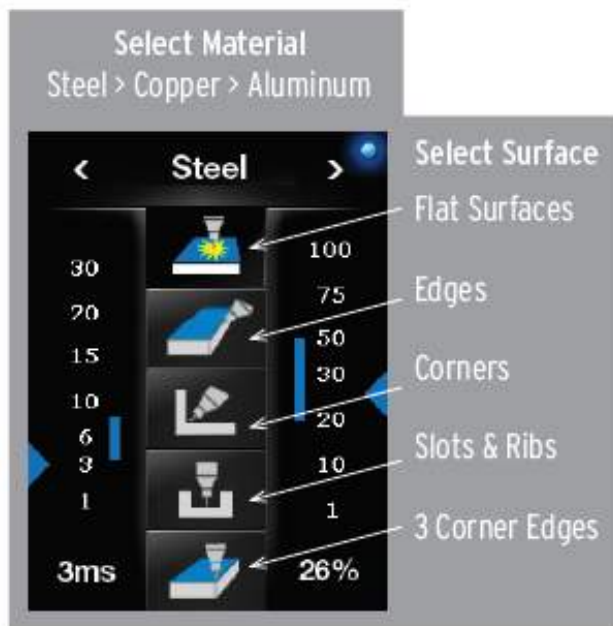 Select Material
Steel > Copper > Aluminum
< Steel >
Select Surface
Flat Surfaces
Edges
Corners
Slots & Ribs
3 Corner Edges
30
20
15
10
6
3
1
3ms
100
75
50
30
20
10
1
26%